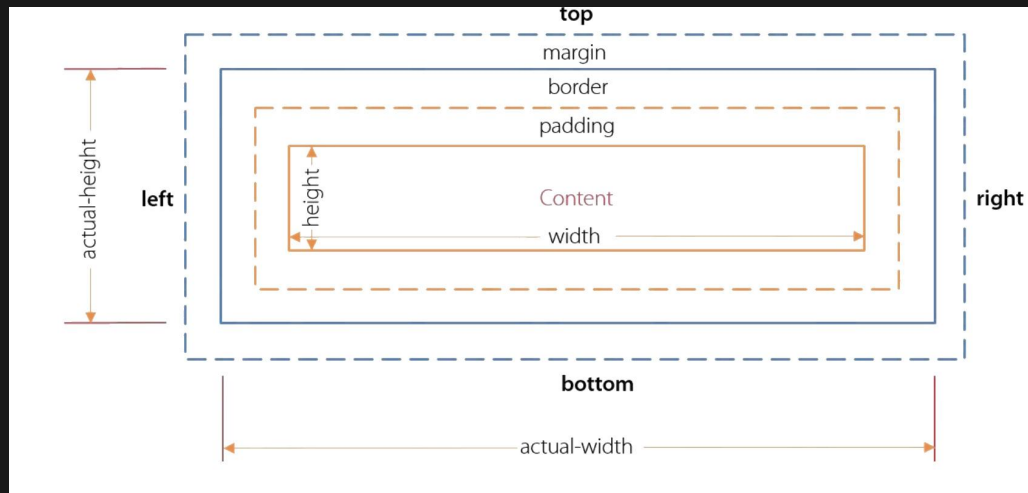 top
margin
border
padding
actual-height
left
height
Content
right
width
bottom
actual-width